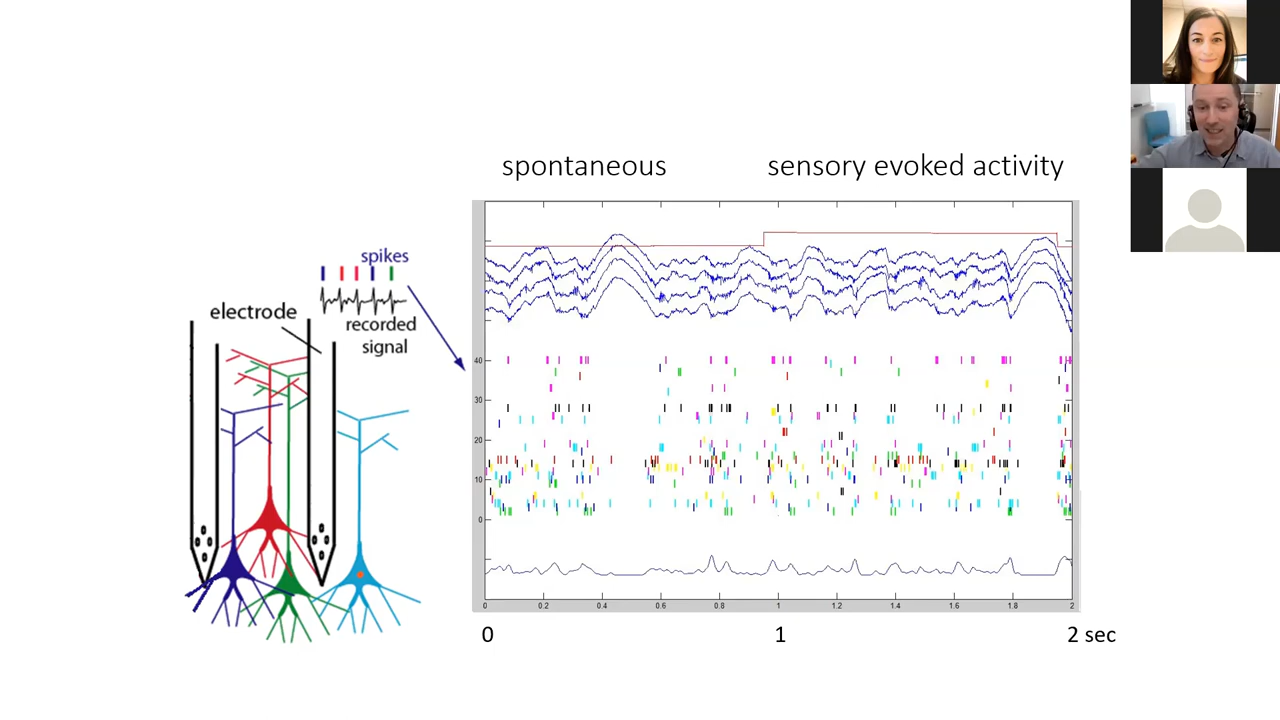 spontaneous
sensory evoked activity
spikes
electrode
recorded
signal
40
30
20
10
0
0 0.2 0.4 0.6 0.8 1 1.2 1.4 1.6 1.8 2
0 1 2 sec